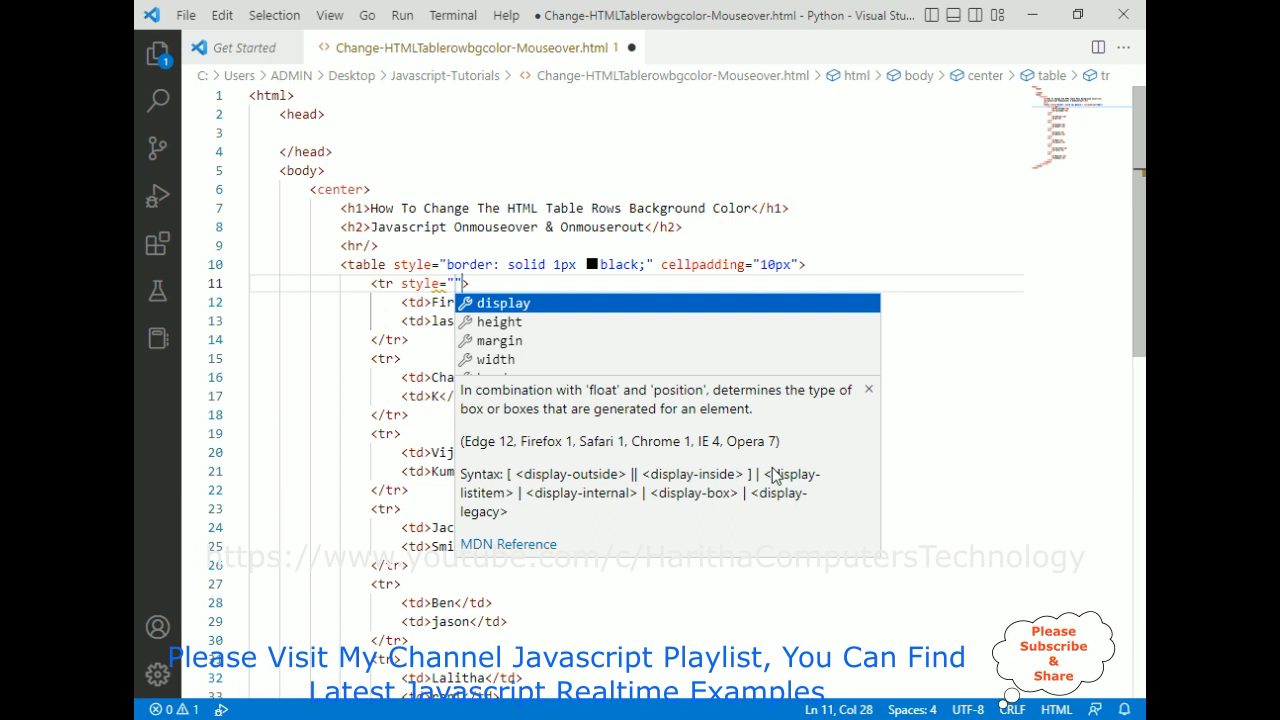 File Edit Selection View Go Run Terminal Help ● Change-HTMLTablerowbgcolor-Mouseover.html - Python - Visual Stu...
Get Started <> Change-HTMLTablerowbgcolor-Mouseover.html 1 ●
C: > Users > ADMIN > Desktop > Javascript-Tutorials > <> Change-HTMLTablerowbgcolor-Mouseover.html > html > body > center > table > tr
1 <html>
2 <head>
3
4 </head>
5 <body>
6 <center>
7 <h1>How To Change The HTML Table Rows Background Color</h1>
8 <h2>Javascript Onmouseover & Onmouserout</h2>
9 <hr/>
10 <table style="border: solid 1px black;" cellpadding="10px">
11 <tr style="">
12 <td>Fir
13 <td>las
14 </tr>
15 <tr>
16 <td>Cha
17 <td>K</
18 </tr>
19 <tr>
20 <td>Vij
21 <td>Kum
22 </tr>
23 <tr>
24 <td>Jac
25 <td>Smi
26 </tr>
27 <tr>
28 <td>Ben</td>
29 <td>jason</td>
30 </tr>
31 <tr>
32 <td>Lalitha</td>
33
display
height
margin
width
In combination with 'float' and 'position', determines the type of
box or boxes that are generated for an element.
(Edge 12, Firefox 1, Safari 1, Chrome 1, IE 4, Opera 7)
Syntax: [ <display-outside> || <display-inside> ] | <display-
listitem> | <display-internal> | <display-box> | <display-
legacy>
MDN Reference
https://www.youtube.com/c/HarithaComputersTechnology
Please Visit My Channel Javascript Playlist, You Can Find
Latest Javascript Realtime Examples
Please
Subscribe
&
Share
1
0 1 Ln 11, Col 28 Spaces: 4 UTF-8 CRLF HTML